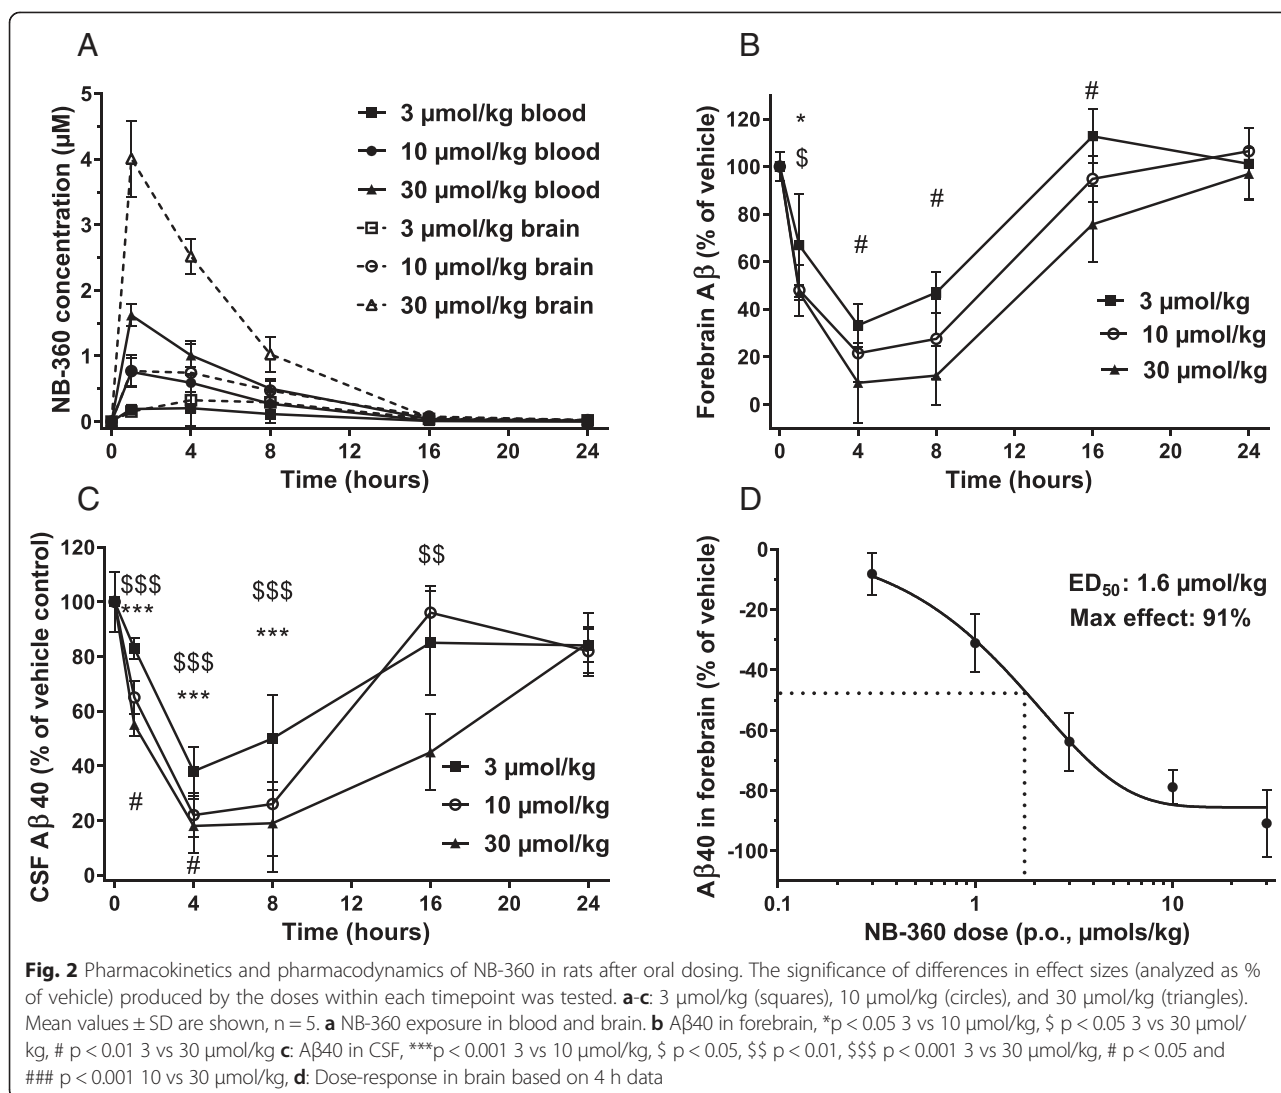 A
NB-360 concentration (µM)
5
4
3
2
1
0
3 µmol/kg blood
10 µmol/kg blood
30 µmol/kg blood
3 µmol/kg brain
10 µmol/kg brain
30 µmol/kg brain
0 4 8 12 16 20 24
Time (hours)
B
Forebrain Aβ (% of vehicle)
120
100
80
60
40
20
0
*
$
#
#
#
3 µmol/kg
10 µmol/kg
30 µmol/kg
0 4 8 12 16 20 24
Time (hours)
C
CSF Aβ 40 (% of vehicle control)
120
100
80
60
40
20
0
$$$
***
$$$
***
$$$
***
$$
#
#
3 µmol/kg
10 µmol/kg
30 µmol/kg
0 4 8 12 16 20 24
Time (hours)
D
Aβ40 in forebrain (% of vehicle)
0
-20
-40
-60
-80
-100
ED50: 1.6 µmol/kg
Max effect: 91%
0.1 1 10
NB-360 dose (p.o., µmols/kg)
Fig. 2 Pharmacokinetics and pharmacodynamics of NB-360 in rats after oral dosing. The significance of differences in effect sizes (analyzed as %
of vehicle) produced by the doses within each timepoint was tested. a-c: 3 µmol/kg (squares), 10 µmol/kg (circles), and 30 µmol/kg (triangles).
Mean values ± SD are shown, n = 5. a NB-360 exposure in blood and brain. b Aβ40 in forebrain, *p < 0.05 3 vs 10 µmol/kg, $ p < 0.05 3 vs 30 µmol/
kg, # p < 0.01 3 vs 30 µmol/kg c: Aβ40 in CSF, ***p < 0.001 3 vs 10 µmol/kg, $ p < 0.05, $$ p < 0.01, $$$ p < 0.001 3 vs 30 µmol/kg, # p < 0.05 and
### p < 0.001 10 vs 30 µmol/kg, d: Dose-response in brain based on 4 h data